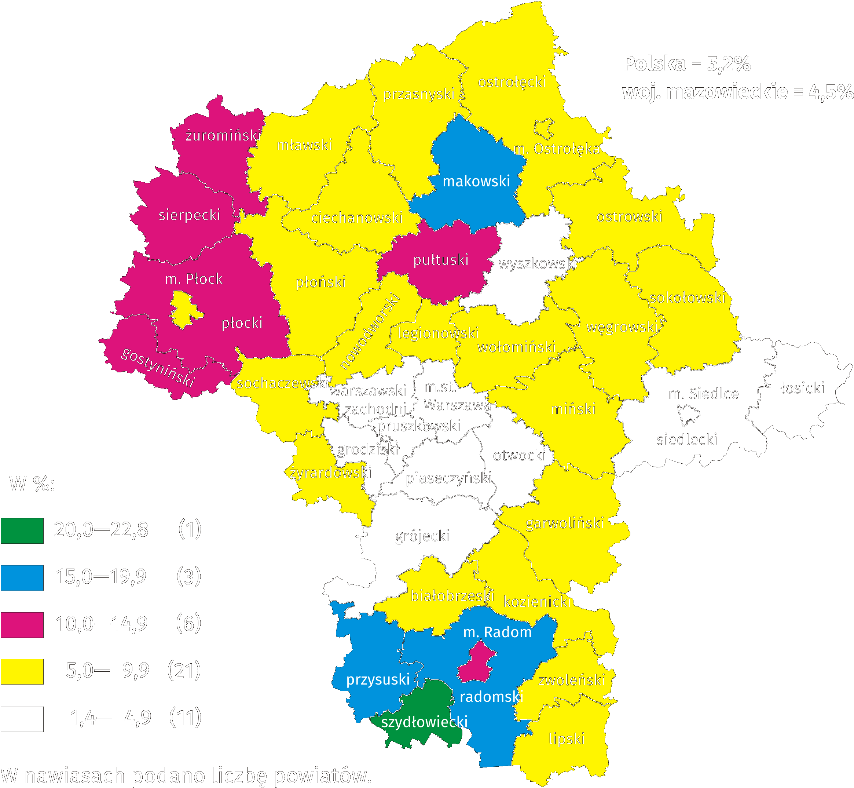 Polska – 5,2%
woj. mazowieckie = 4,5%
ostrołęcki
przasnyski
żuromiński
mławski
m. Ostrołęka
makowski
sierpecki
ciechanowski
ostrowski
pułtuski
wyszkowski
m. Płock
płoński
płocki
sokołowski
nowodworski
legionowski
węgrowski
wołomiński
gostyniński
sochaczewski
warszawski
zachodni
m.st.
Warszawa
m. Siedlce
łosicki
miński
pruszkowski
siedlecki
grodziski
otwocki
żyrardowski
piaseczyński
W %:
20,0—22,6 (1)
garwoliński
grójecki
15,0—19,9 (3)
białobrzeski
kozienicki
10,0—14,9 (6)
m. Radom
5,0— 9,9 (21)
przysuski
zwoleński
radomski
1,4— 4,9 (11)
szydłowiecki
lipski
W nawiasach podano liczbę powiatów.